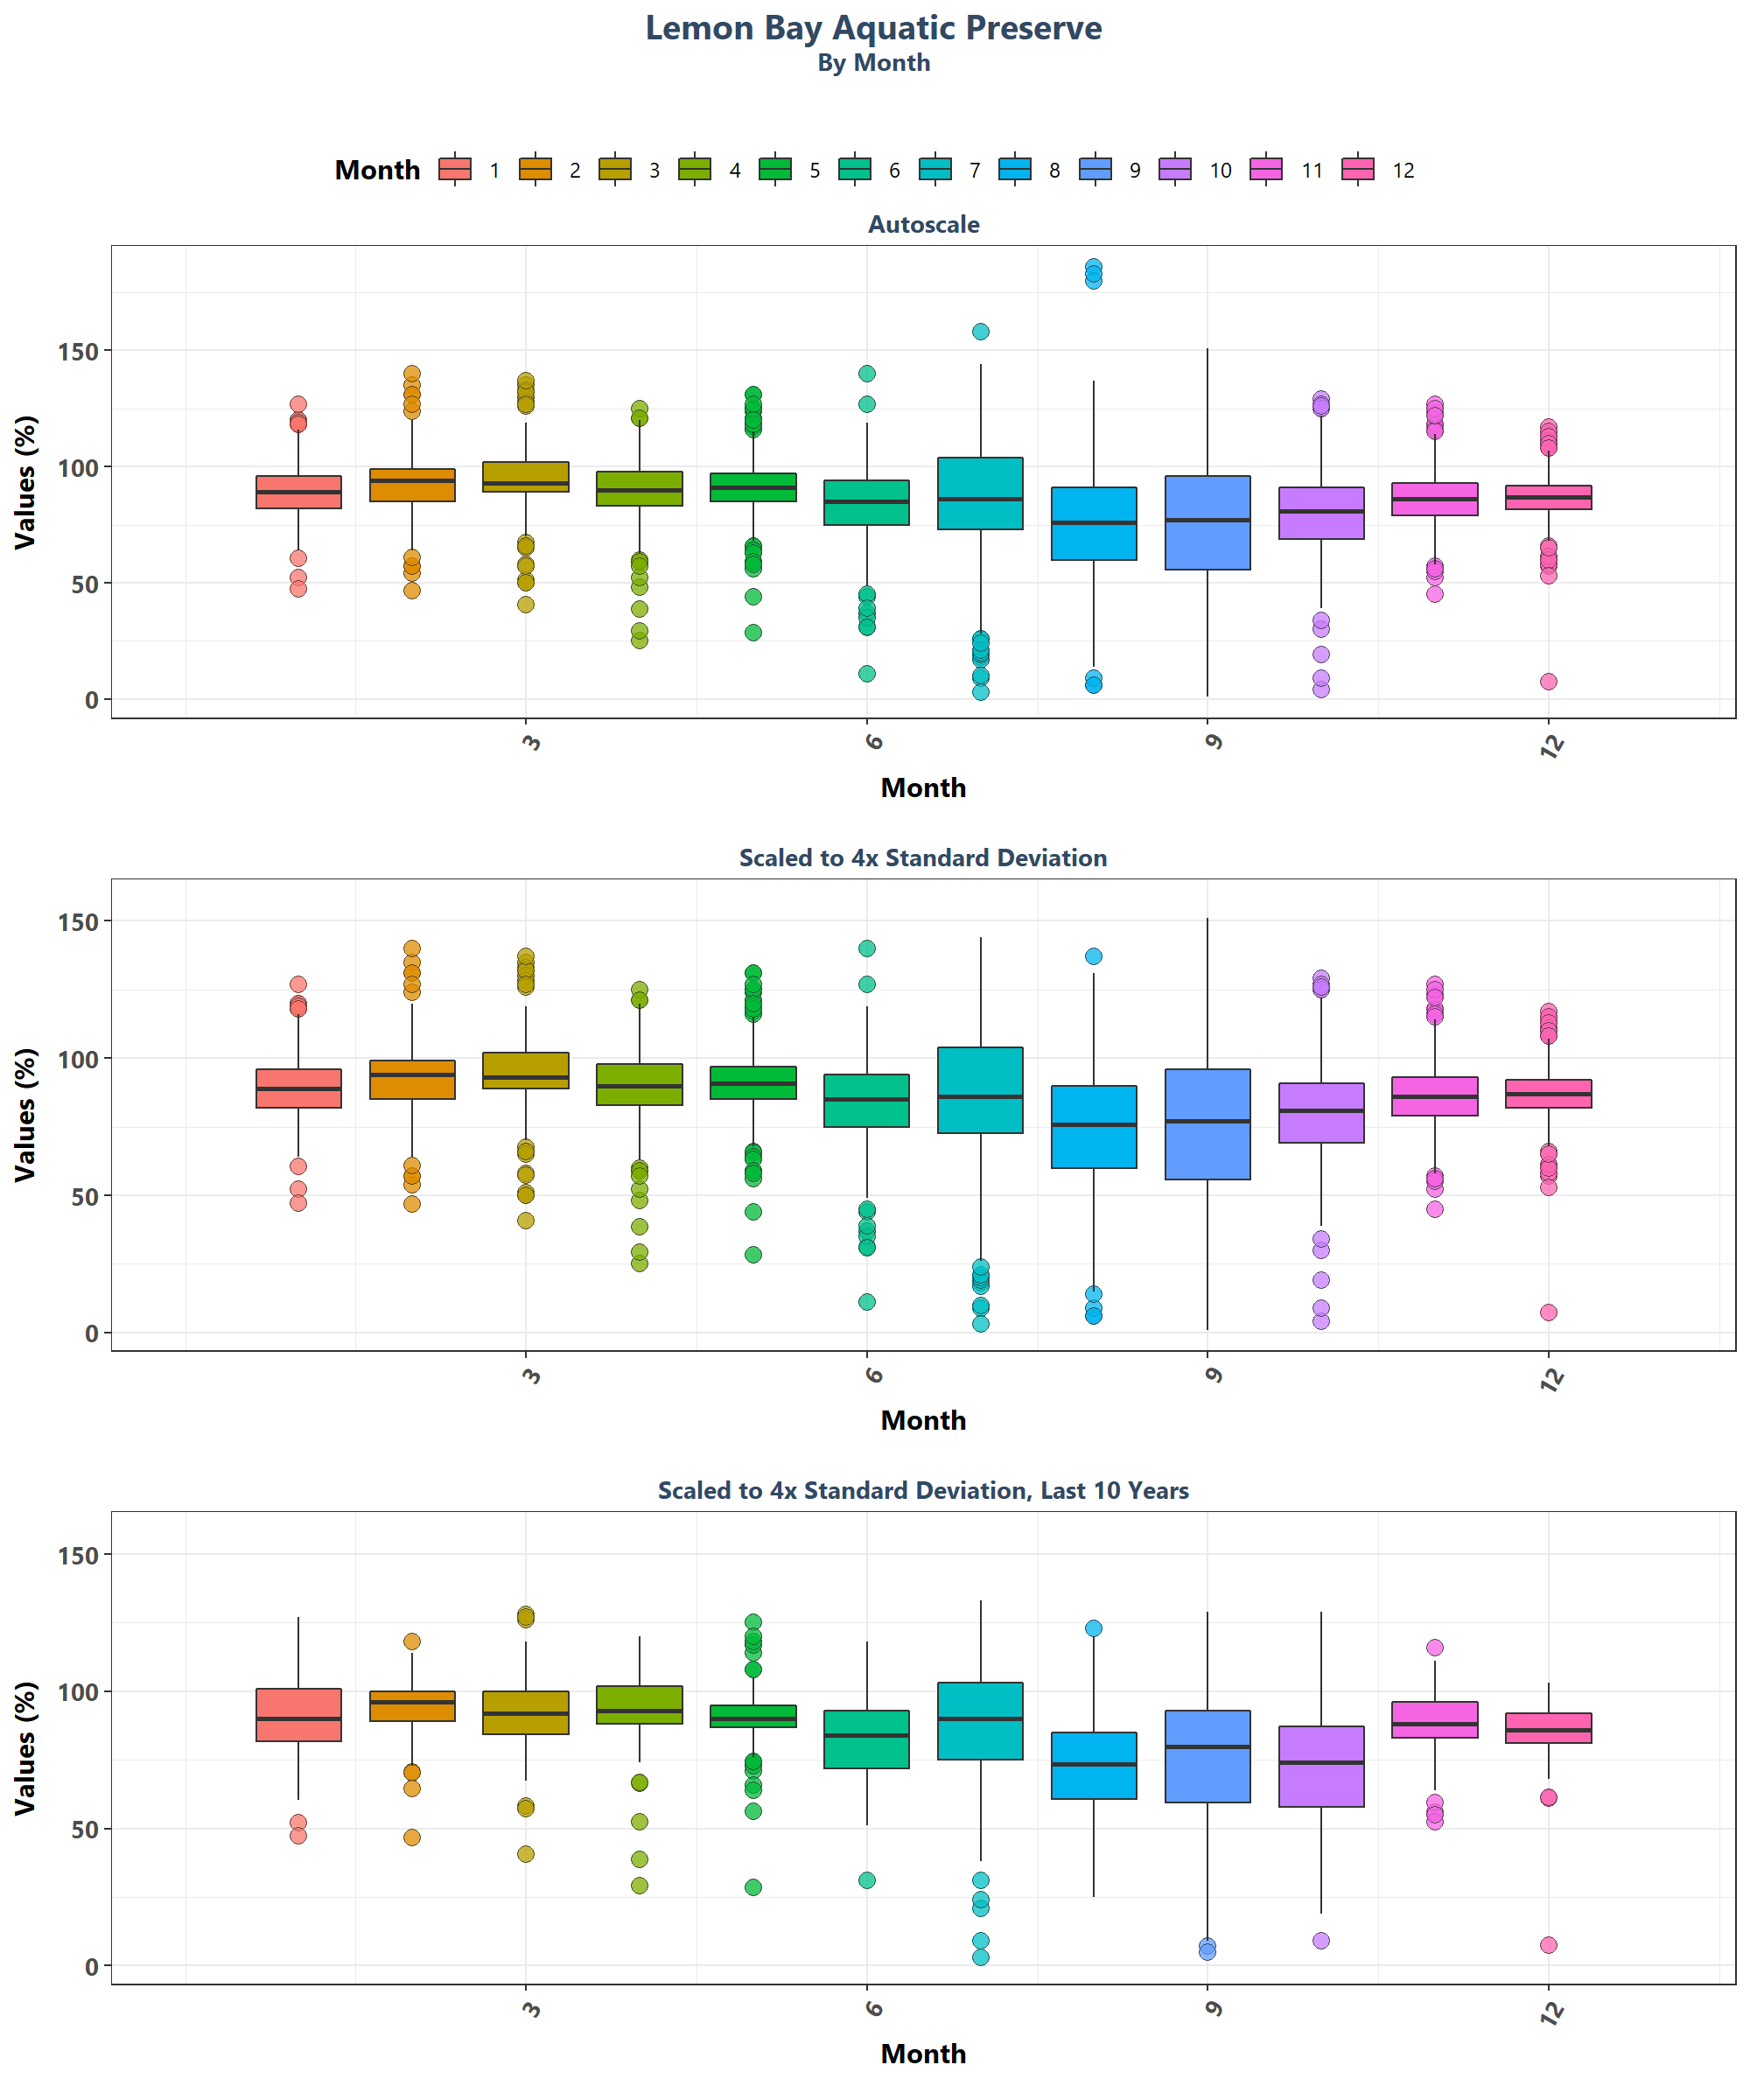 Lemon Bay Aquatic Preserve
By Month
Month 1 2 3 4 5 6 7 8 9 10 11 12
Autoscale
Values (%)
150
100
50
0
3 6 9 12
Month
Scaled to 4x Standard Deviation
Values (%)
150
100
50
0
3 6 9 12
Month
Scaled to 4x Standard Deviation, Last 10 Years
Values (%)
150
100
50
0
3 6 9 12
Month